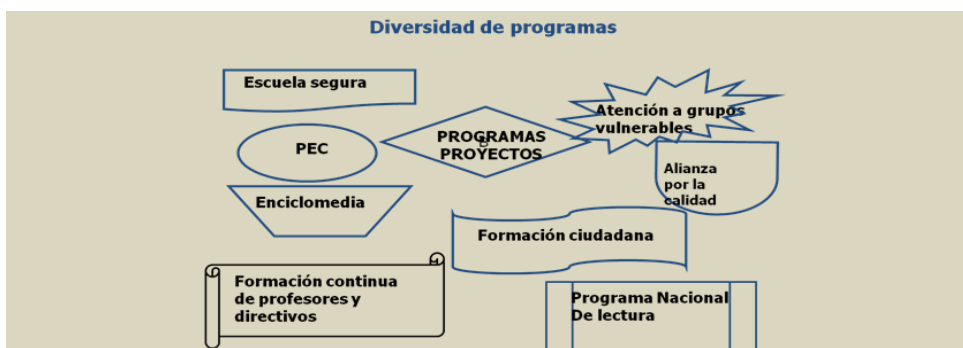 Diversidad de programas
Escuela segura
Atención a grupos
vulnerables
PROGRAMAS
PROYECTOS
PEC
Alianza
por la
calidad
Enciclomedia
Formación ciudadana
Formación continua
de profesores y
directivos
Programa Nacional
De lectura